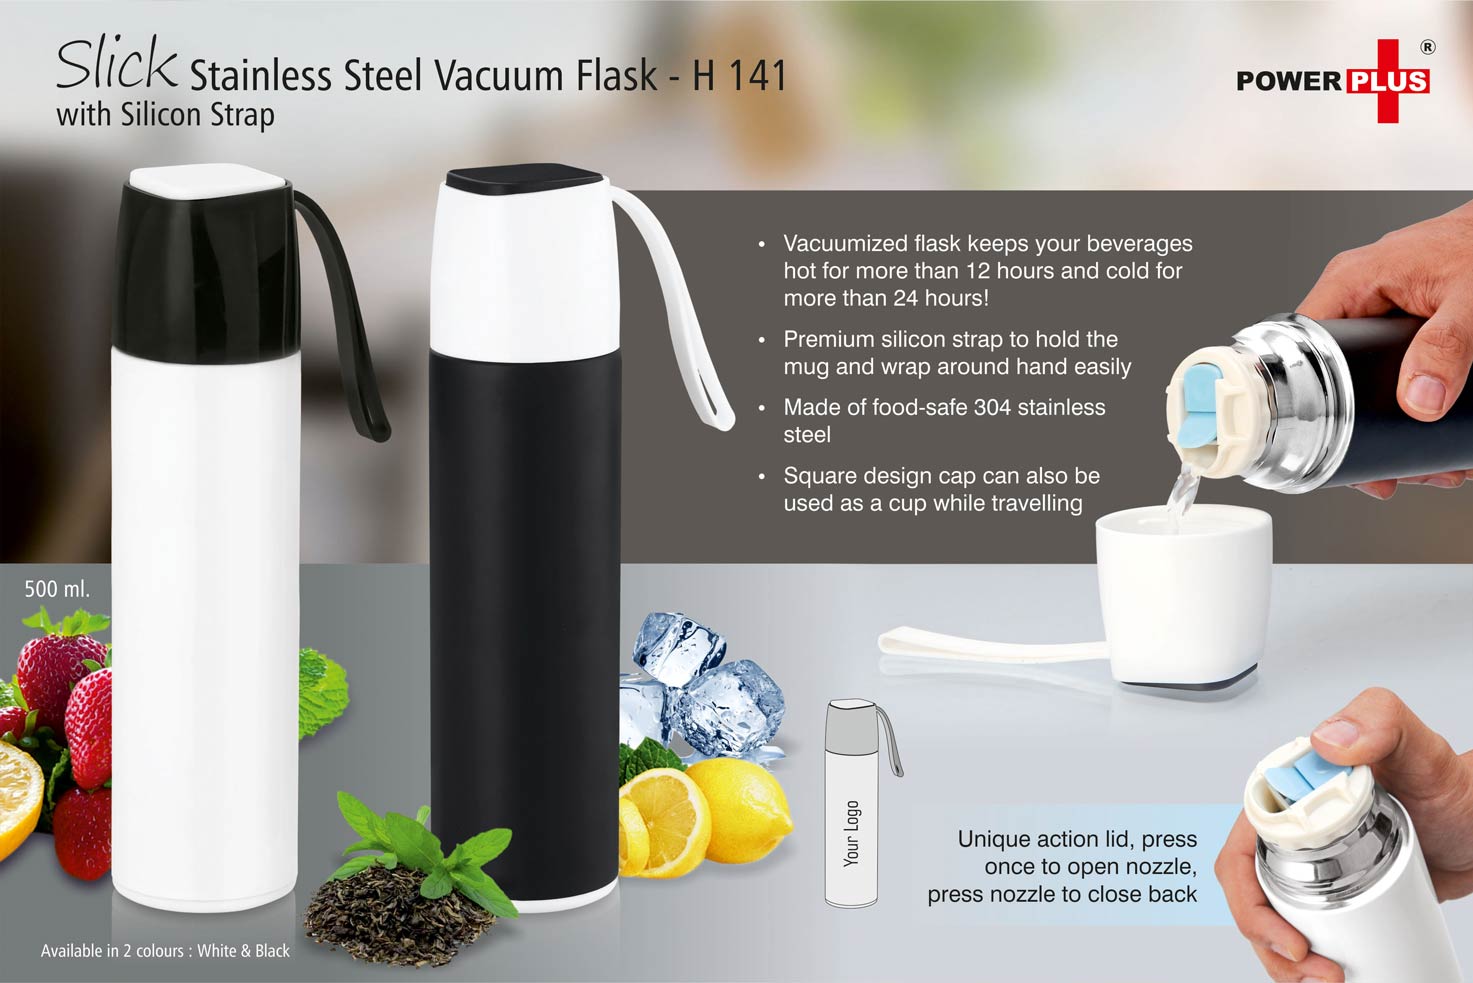 Slick Stainless Steel Vacuum Flask - H 141
with Silicon Strap
POWER PLUS ®
• Vacuumized flask keeps your beverages
hot for more than 12 hours and cold for
more than 24 hours!
• Premium silicon strap to hold the
mug and wrap around hand easily
• Made of food-safe 304 stainless
steel
• Square design cap can also be
used as a cup while travelling
500 ml.
Your Logo
Unique action lid, press
once to open nozzle,
press nozzle to close back
Available in 2 colours : White & Black